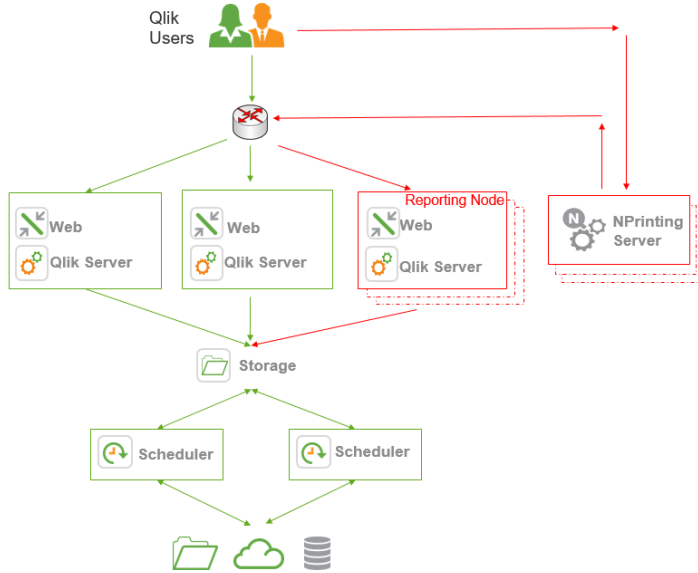 Qlik
Users
Reporting Node
Web
Qlik Server
Web
Qlik Server
Web
Qlik Server
N
NPrinting
Server
Storage
Scheduler
Scheduler